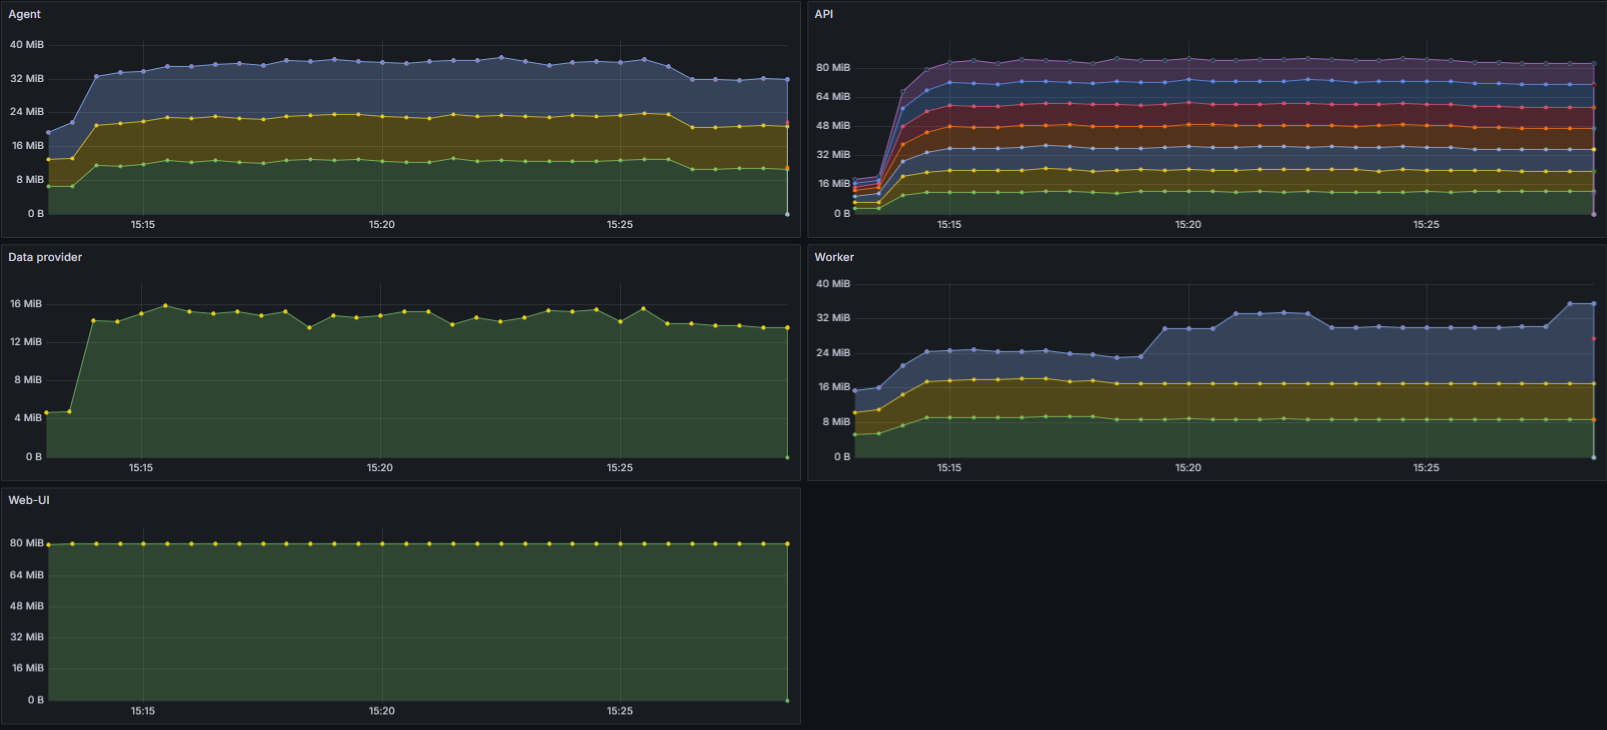 Agent
40 MiB
32 MiB
24 MiB
16 MiB
8 MiB
0 B
15:15 15:20 15:25
API
80 MiB
64 MiB
48 MiB
32 MiB
16 MiB
0 B
15:15 15:20 15:25
Data provider
16 MiB
12 MiB
8 MiB
4 MiB
0 B
15:15 15:20 15:25
Worker
40 MiB
32 MiB
24 MiB
16 MiB
8 MiB
0 B
15:15 15:20 15:25
Web-UI
80 MiB
64 MiB
48 MiB
32 MiB
16 MiB
0 B
15:15 15:20 15:25